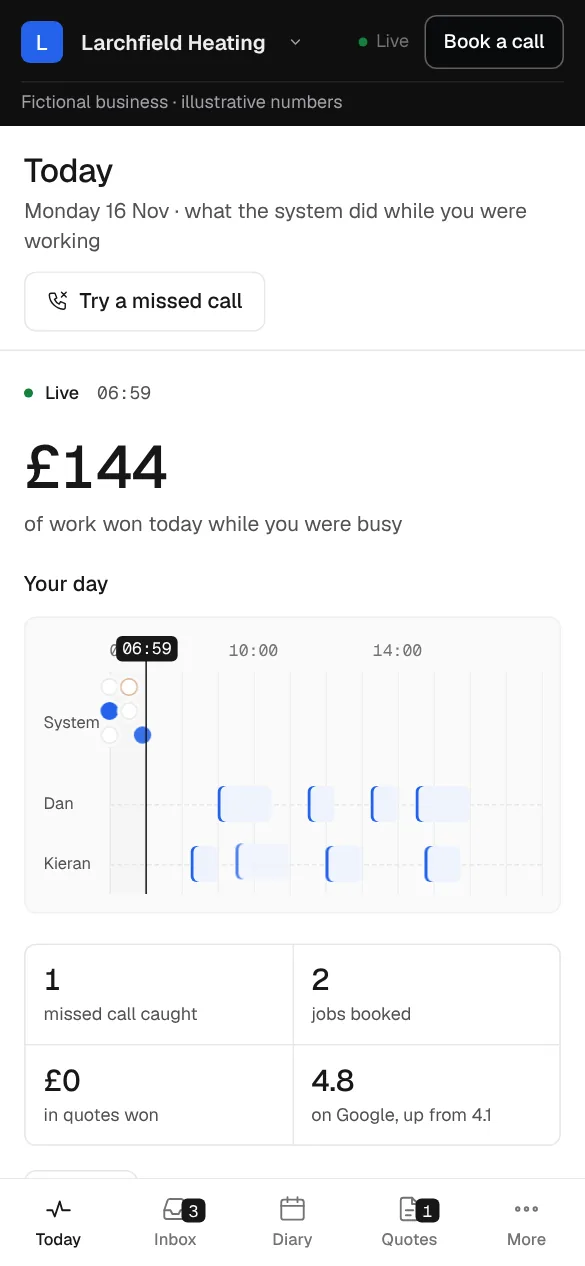 L Larchfield Heating Live Book a call
Fictional business · illustrative numbers
Today
Monday 16 Nov · what the system did while you were
working
Try a missed call
Live 06:59
£144
of work won today while you were busy
Your day
06:59 10:00 14:00
System
Dan
Kieran
1 2
missed call caught jobs booked
£0 4.8
in quotes won on Google, up from 4.1
3 1
Today Inbox Diary Quotes More